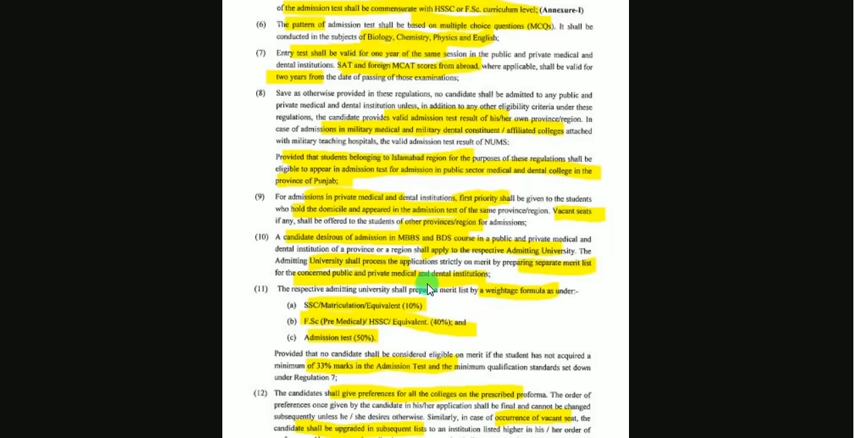 of the admission test shall be commensurate with HSSC or F.Sc. curriculum level; (Annexure-I)
(6) The pattern of admission test shall be based on multiple choice questions (MCQs). It shall be
conducted in the subjects of Biology, Chemistry, Physics and English;
(7) Entry test shall be valid for one year of the same session in the public and private medical and
dental institutions. SAT and foreign MCAT scores from abroad, where applicable, shall be valid for
two years from the date of passing of those examinations;
(8) Save as otherwise provided in these regulations, no candidate shall be admitted to any public and
private medical and dental institution unless, in addition to any other eligibility criteria under these
regulations, the candidate provides valid admission test result of his/her own province/region. In
case of admissions in military medical and military dental constituent / affiliated colleges attached
with military teaching hospitals, the valid admission test result of NUMS:
Provided that students belonging to Islamabad region for the purposes of these regulations shall be
eligible to appear in admission test for admission in public sector medical and dental college in the
province of Punjab;
(9) For admissions in private medical and dental institutions, first priority shall be given to the students
who hold the domicile and appeared in the admission test of the same province/region. Vacant seats
if any, shall be offered to the students of other provinces/region for admissions;
(10) A candidate desirous of admission in MBBS and BDS course in a public and private medical and
dental institution of a province or a region shall apply to the respective Admitting University. The
Admitting University shall process the applications strictly on merit by preparing separate merit list
for the concerned public and private medical and dental institutions;
(11) The respective admitting university shall prepare a merit list by a weightage formula as under:-
(a) SSC/Matriculation/Equivalent (10%)
(b) F.Sc (Pre Medical)/ HSSC/ Equivalent. (40%); and
(c) Admission test (50%).
Provided that no candidate shall be considered eligible on merit if the student has not acquired a
minimum of 33% marks in the Admission Test and the minimum qualification standards set down
under Regulation 7;
(12) The candidates shall give preferences for all the colleges on the prescribed proforma. The order of
preferences once given by the candidate in his/her application shall be final and cannot be changed
subsequently unless he / she desires otherwise. Similarly, in case of occurrence of vacant seat, the
candidate shall be upgraded in subsequent lists to an institution listed higher in his / her order of